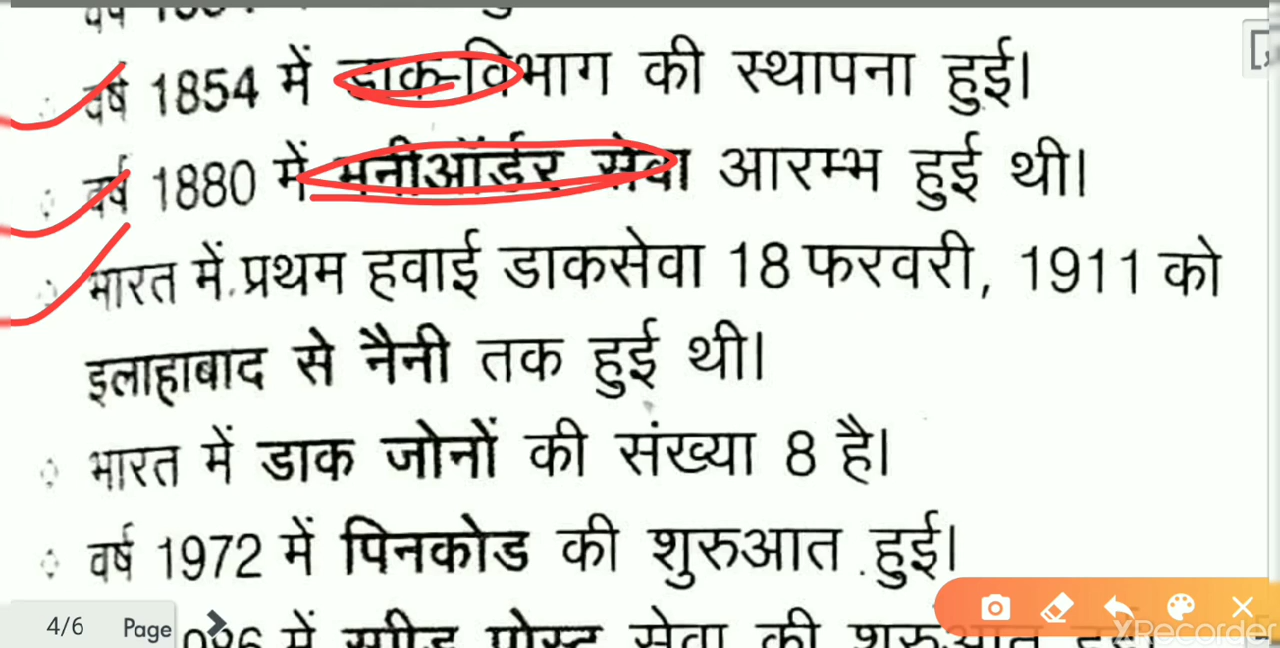 वर्ष 1854 में डाक-विभाग की स्थापना हुई।
वर्ष 1880 में मनीऑर्डर सेवा आरम्भ हुई थी।
भारत में प्रथम हवाई डाकसेवा 18 फरवरी, 1911 को
इलाहाबाद से नैनी तक हुई थी।
भारत में डाक जोनों की संख्या 8 है।
वर्ष 1972 में पिनकोड की शुरुआत हुई।
में स्पीड पोस्ट सेवा की शुरुआत हुई
4/6 Page
XRecorder